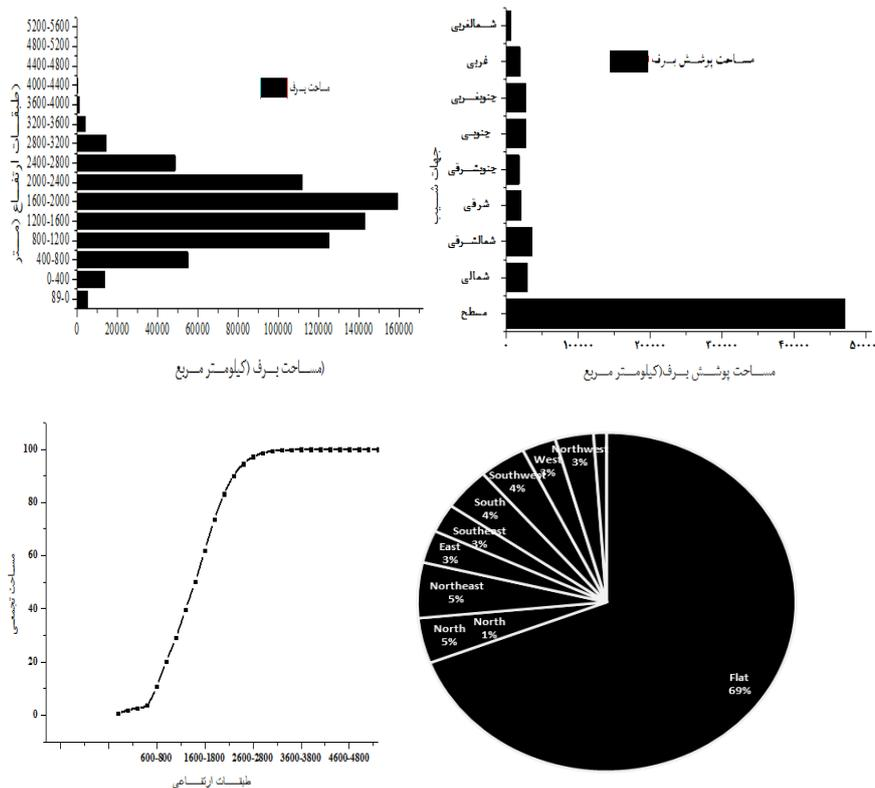 5200-5600
4800-5200
4400-4800
4000-4400
3600-4000
3200-3600
2800-3200
2400-2800
2000-2400
1600-2000
1200-1600
800-1200
400-800
0-400
89-0
طبقات ارتفاع (متر)
مساحت برف
0 20000 40000 60000 80000 100000 120000 140000 160000
مساحت برف (کیلومتر مربع)
شمالغربی
غربی
جنوبغربی
جنوبی
جنوبشرقی
شرقی
شمالشرقی
شمالی
مسطح
جهات شیب
مساحت پوشش برف
۰ ۱۰۰۰۰۰ ۲۰۰۰۰۰ ۳۰۰۰۰۰ ۴۰۰۰۰۰ ۵۰۰۰۰
مساحت پوشش برف(کیلومتر مربع
100
80
60
40
20
0
مساحت تجمعی
600-800 1600-1800 2600-2800 3600-3800 4600-4800
طبقات ارتفاعی
Northwest
3%
West
3%
Southwest
4%
South
4%
Southeast
3%
East
3%
Northeast
5%
North
5%
North
1%
Flat
69%